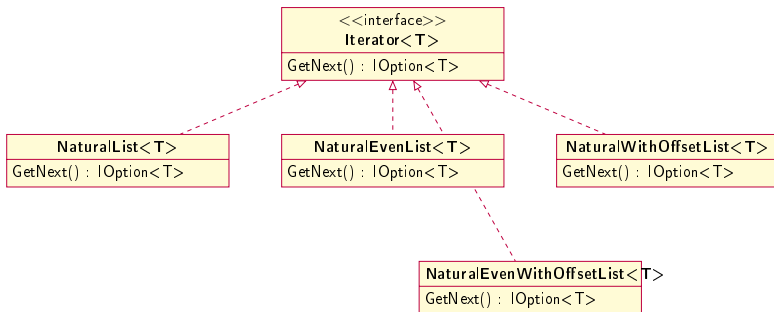 <<interface>>
Iterator<T>
GetNext() : IOption<T>
NaturalList<T>
GetNext() : IOption<T>
NaturalEvenList<T>
GetNext() : IOption<T>
NaturalWithOffsetList<T>
GetNext() : IOption<T>
NaturalEvenWithOffsetList<T>
GetNext() : IOption<T>